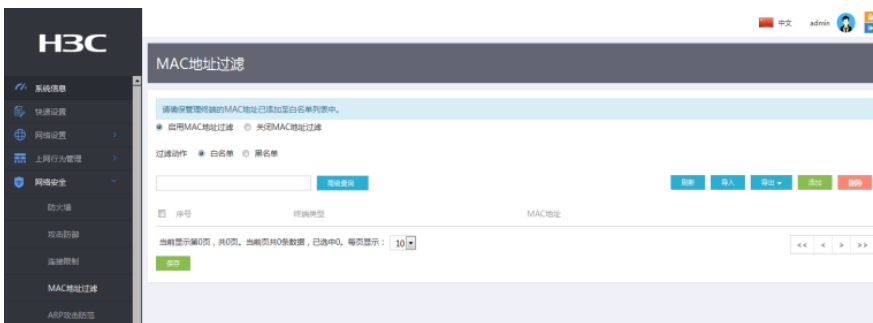 中文 admin
H3C
MAC地址过滤
系统信息
快速设置
网络设置
上网行为管理
网络安全
防火墙
攻击防御
连接限制
MAC地址过滤
ARP攻击防范
请确保管理终端的MAC地址已添加至白名单列表中。
启用MAC地址过滤 关闭MAC地址过滤
过滤动作 白名单 黑名单
高级查询 刷新 导入 导出 添加 删除
序号 终端类型 MAC地址
当前显示第0页，共0页。当前页共0条数据，已选中0。每页显示： 10
<< < > >>
保存